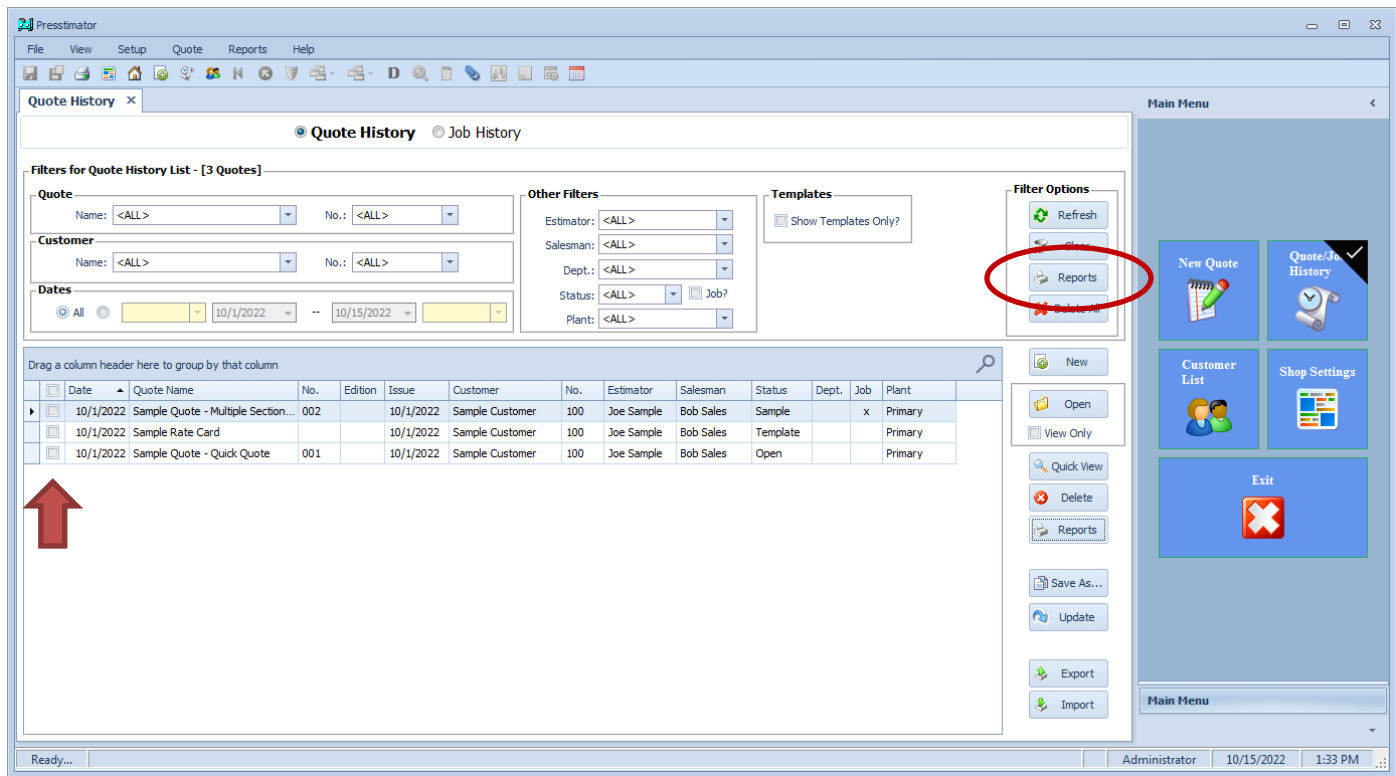 Presstimator
File View Setup Quote Reports Help
Quote History ×
Main Menu
Quote History Job History
Filters for Quote History List - [3 Quotes]
Quote
Name: <ALL> No.: <ALL>
Customer
Name: <ALL> No.: <ALL>
Dates
All 10/1/2022 -- 10/15/2022
Other Filters
Estimator: <ALL>
Salesman: <ALL>
Dept.: <ALL>
Status: <ALL> Job?
Plant: <ALL>
Templates
Show Templates Only?
Filter Options
Refresh
Clear
Reports
Delete All
Drag a column header here to group by that column
Date Quote Name No. Edition Issue Customer No. Estimator Salesman Status Dept. Job Plant
10/1/2022 Sample Quote - Multiple Section... 002 10/1/2022 Sample Customer 100 Joe Sample Bob Sales Sample x Primary
10/1/2022 Sample Rate Card 10/1/2022 Sample Customer 100 Joe Sample Bob Sales Template Primary
10/1/2022 Sample Quote - Quick Quote 001 10/1/2022 Sample Customer 100 Joe Sample Bob Sales Open Primary
New
Open
View Only
Quick View
Delete
Reports
Save As...
Update
Export
Import
New Quote
Quote/Jo
History
Customer
List
Shop Settings
Exit
Main Menu
Ready...
Administrator 10/15/2022 1:33 PM